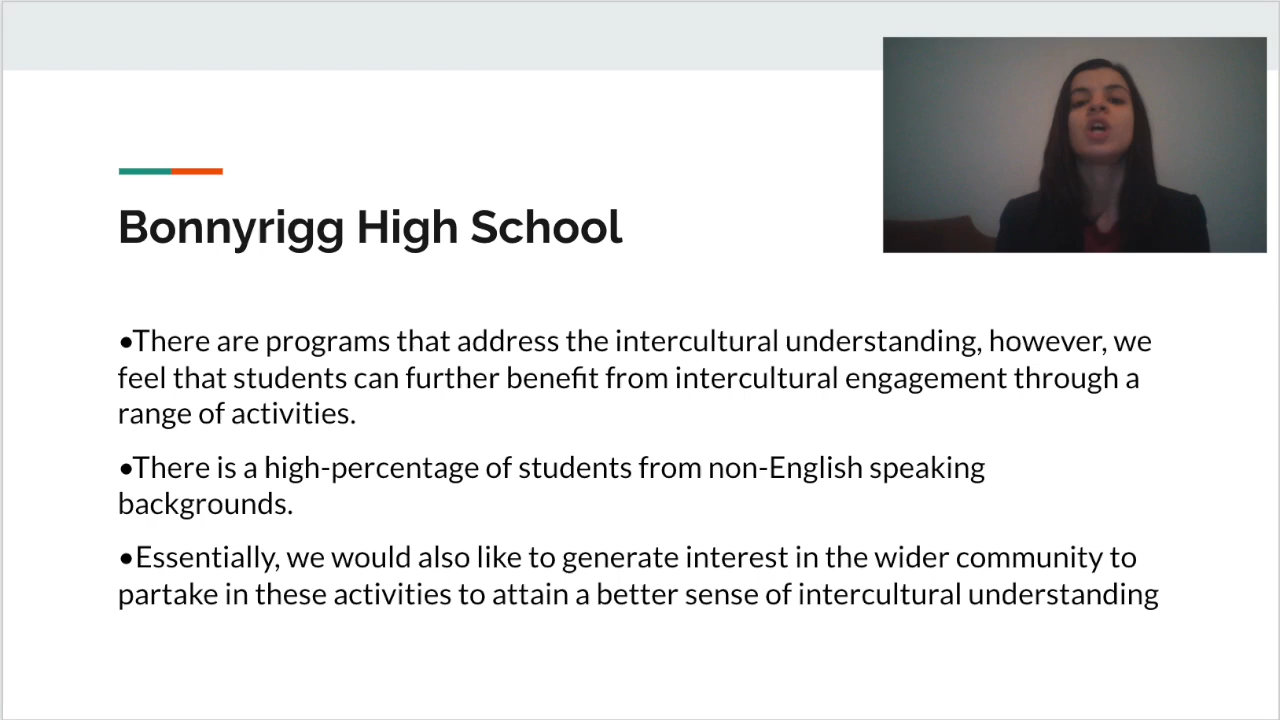 Bonnyrigg High School
•There are programs that address the intercultural understanding, however, we
feel that students can further benefit from intercultural engagement through a
range of activities.
•There is a high-percentage of students from non-English speaking
backgrounds.
•Essentially, we would also like to generate interest in the wider community to
partake in these activities to attain a better sense of intercultural understanding